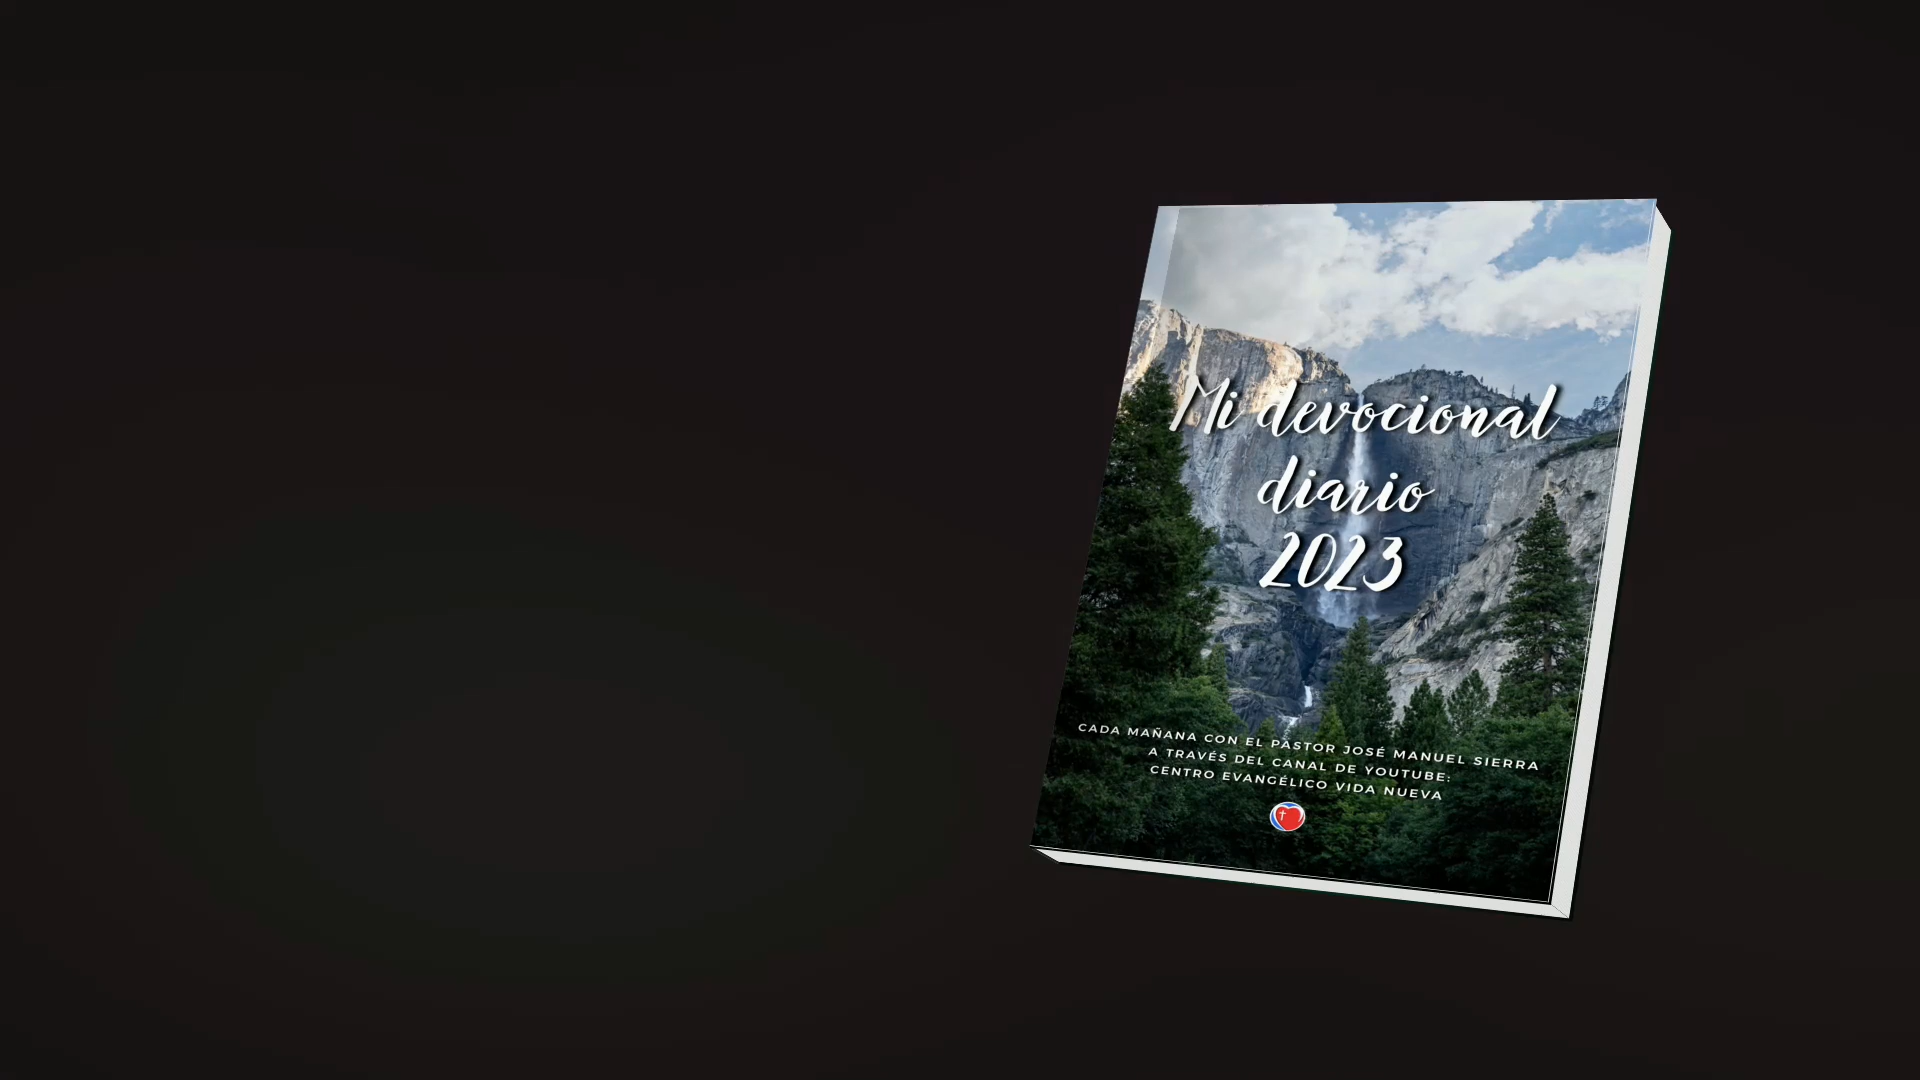 Mi devocional
diario
2023
CADA MAÑANA CON EL PASTOR JOSÉ MANUEL SIERRA
A TRAVÉS DEL CANAL DE YOUTUBE:
CENTRO EVANGÉLICO VIDA NUEVA